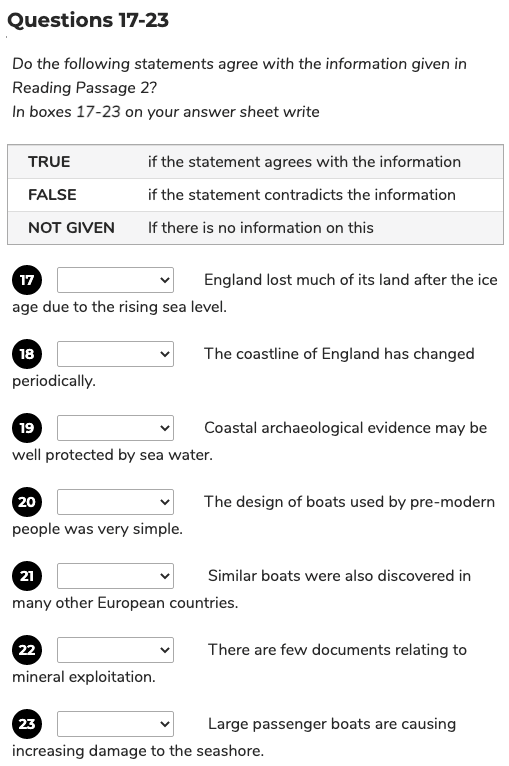 Questions 17-23
Do the following statements agree with the information given in
Reading Passage 2?
In boxes 17-23 on your answer sheet write
TRUE if the statement agrees with the information
FALSE if the statement contradicts the information
NOT GIVEN If there is no information on this
17 England lost much of its land after the ice
age due to the rising sea level.
18 The coastline of England has changed
periodically.
19 Coastal archaeological evidence may be
well protected by sea water.
20 The design of boats used by pre-modern
people was very simple.
21 Similar boats were also discovered in
many other European countries.
22 There are few documents relating to
mineral exploitation.
23 Large passenger boats are causing
increasing damage to the seashore.